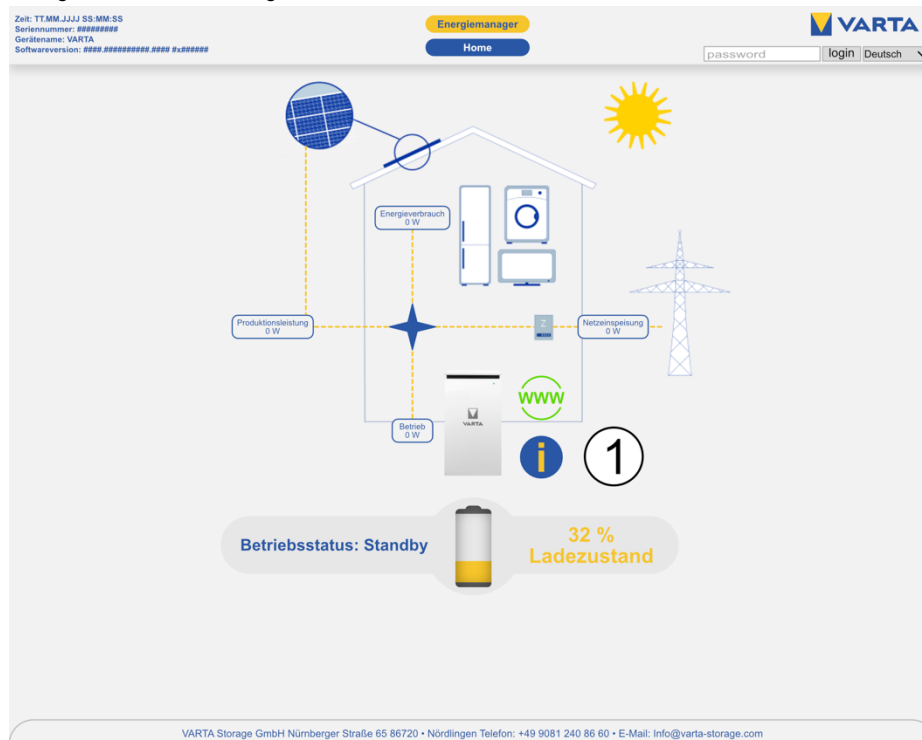 Zeit: TT.MM.JJJJ SS:MM:SS
Seriennummer: #########
Gerätename: VARTA
Softwareversion: ####.##########.#### #x######
Energiemanager
Home
VARTA
password
login
Deutsch
Energieverbrauch
0 W
Produktionsleistung
0 W
Z
Netzeinspeisung
0 W
Betrieb
0 W
VARTA
www
i
1
Betriebsstatus: Standby
32 %
Ladezustand
VARTA Storage GmbH Nürnberger Straße 65 86720 • Nördlingen Telefon: +49 9081 240 86 60 • E-Mail: Info@varta-storage.com